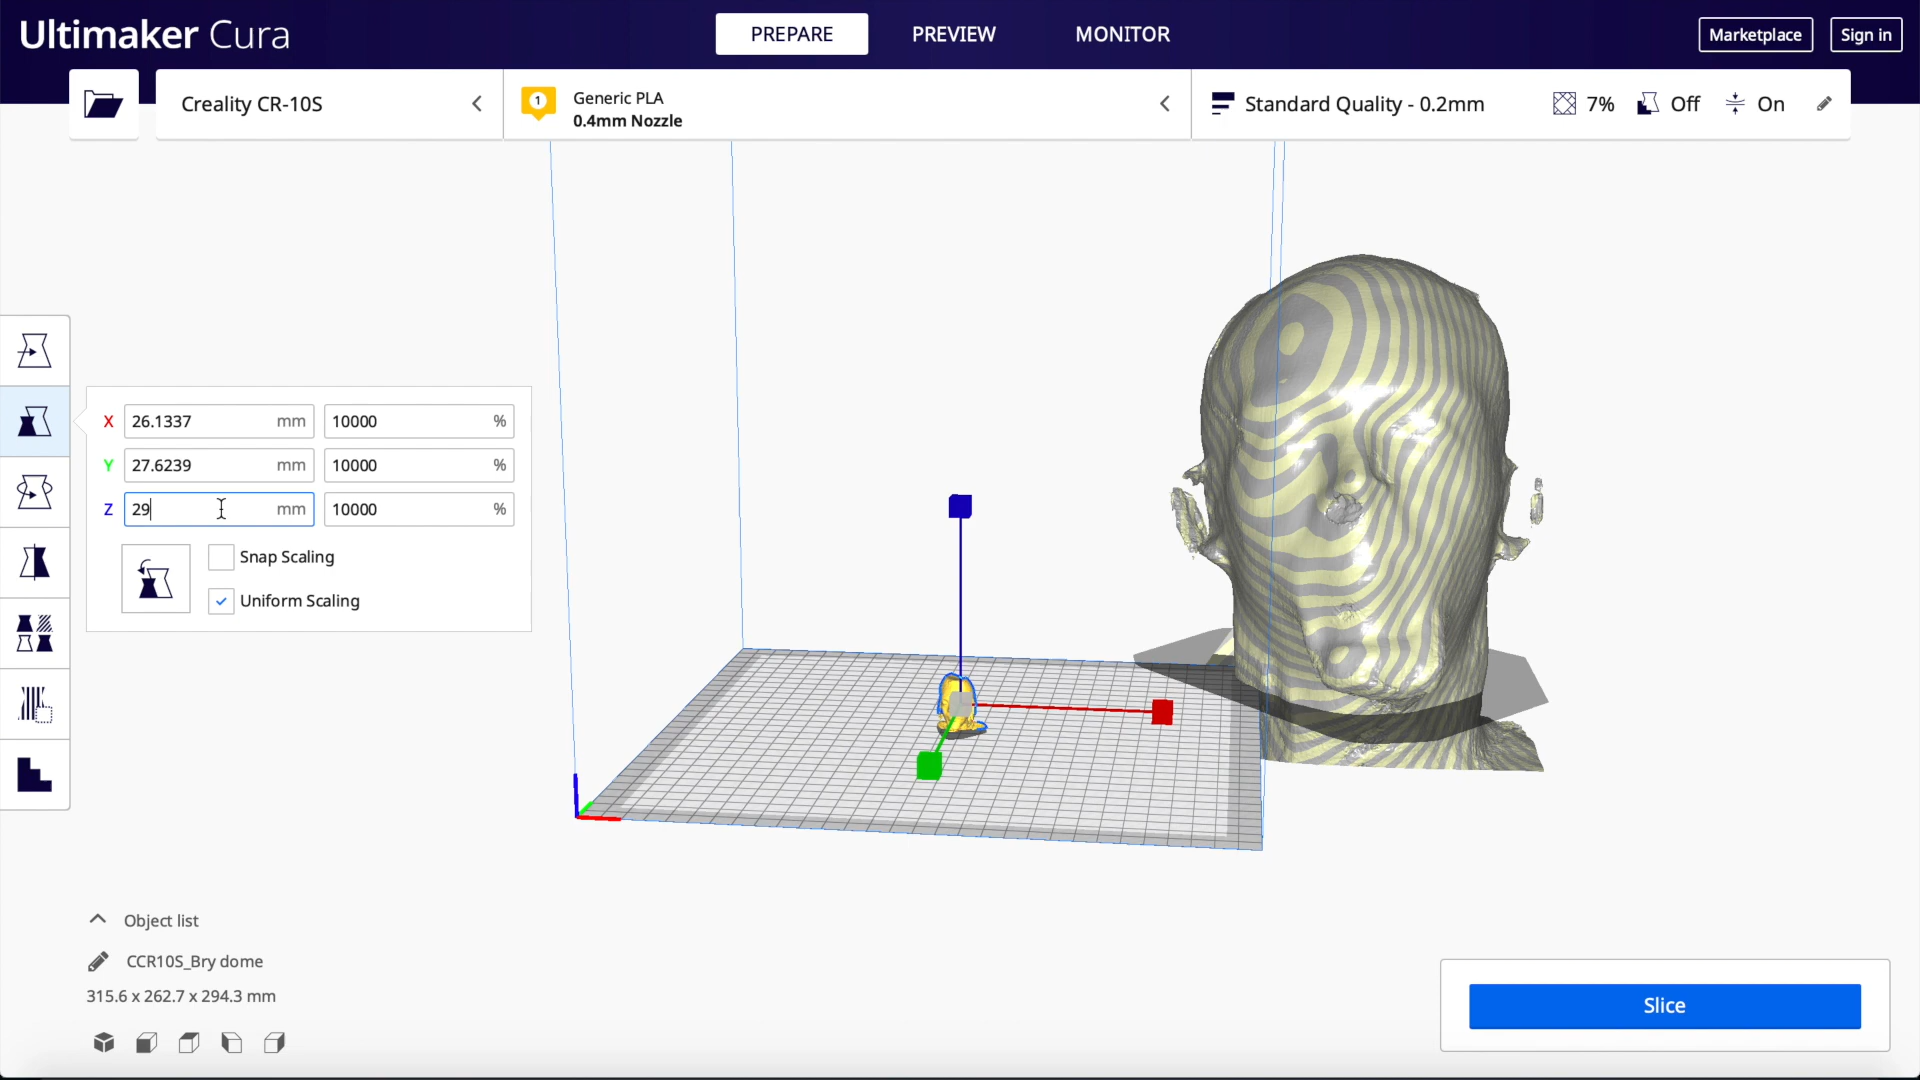 Ultimaker Cura
PREPARE
PREVIEW
MONITOR
Marketplace
Sign in
Creality CR-10S
1
Generic PLA
0.4mm Nozzle
Standard Quality - 0.2mm
7%
Off
On
X 26.1337 mm 10000 %
Y 27.6239 mm 10000 %
Z 29 mm 10000 %
Snap Scaling
Uniform Scaling
Object list
CCR10S_Bry dome
315.6 x 262.7 x 294.3 mm
Slice